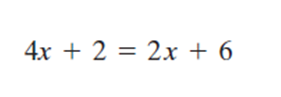 4x + 2 = 2x + 6